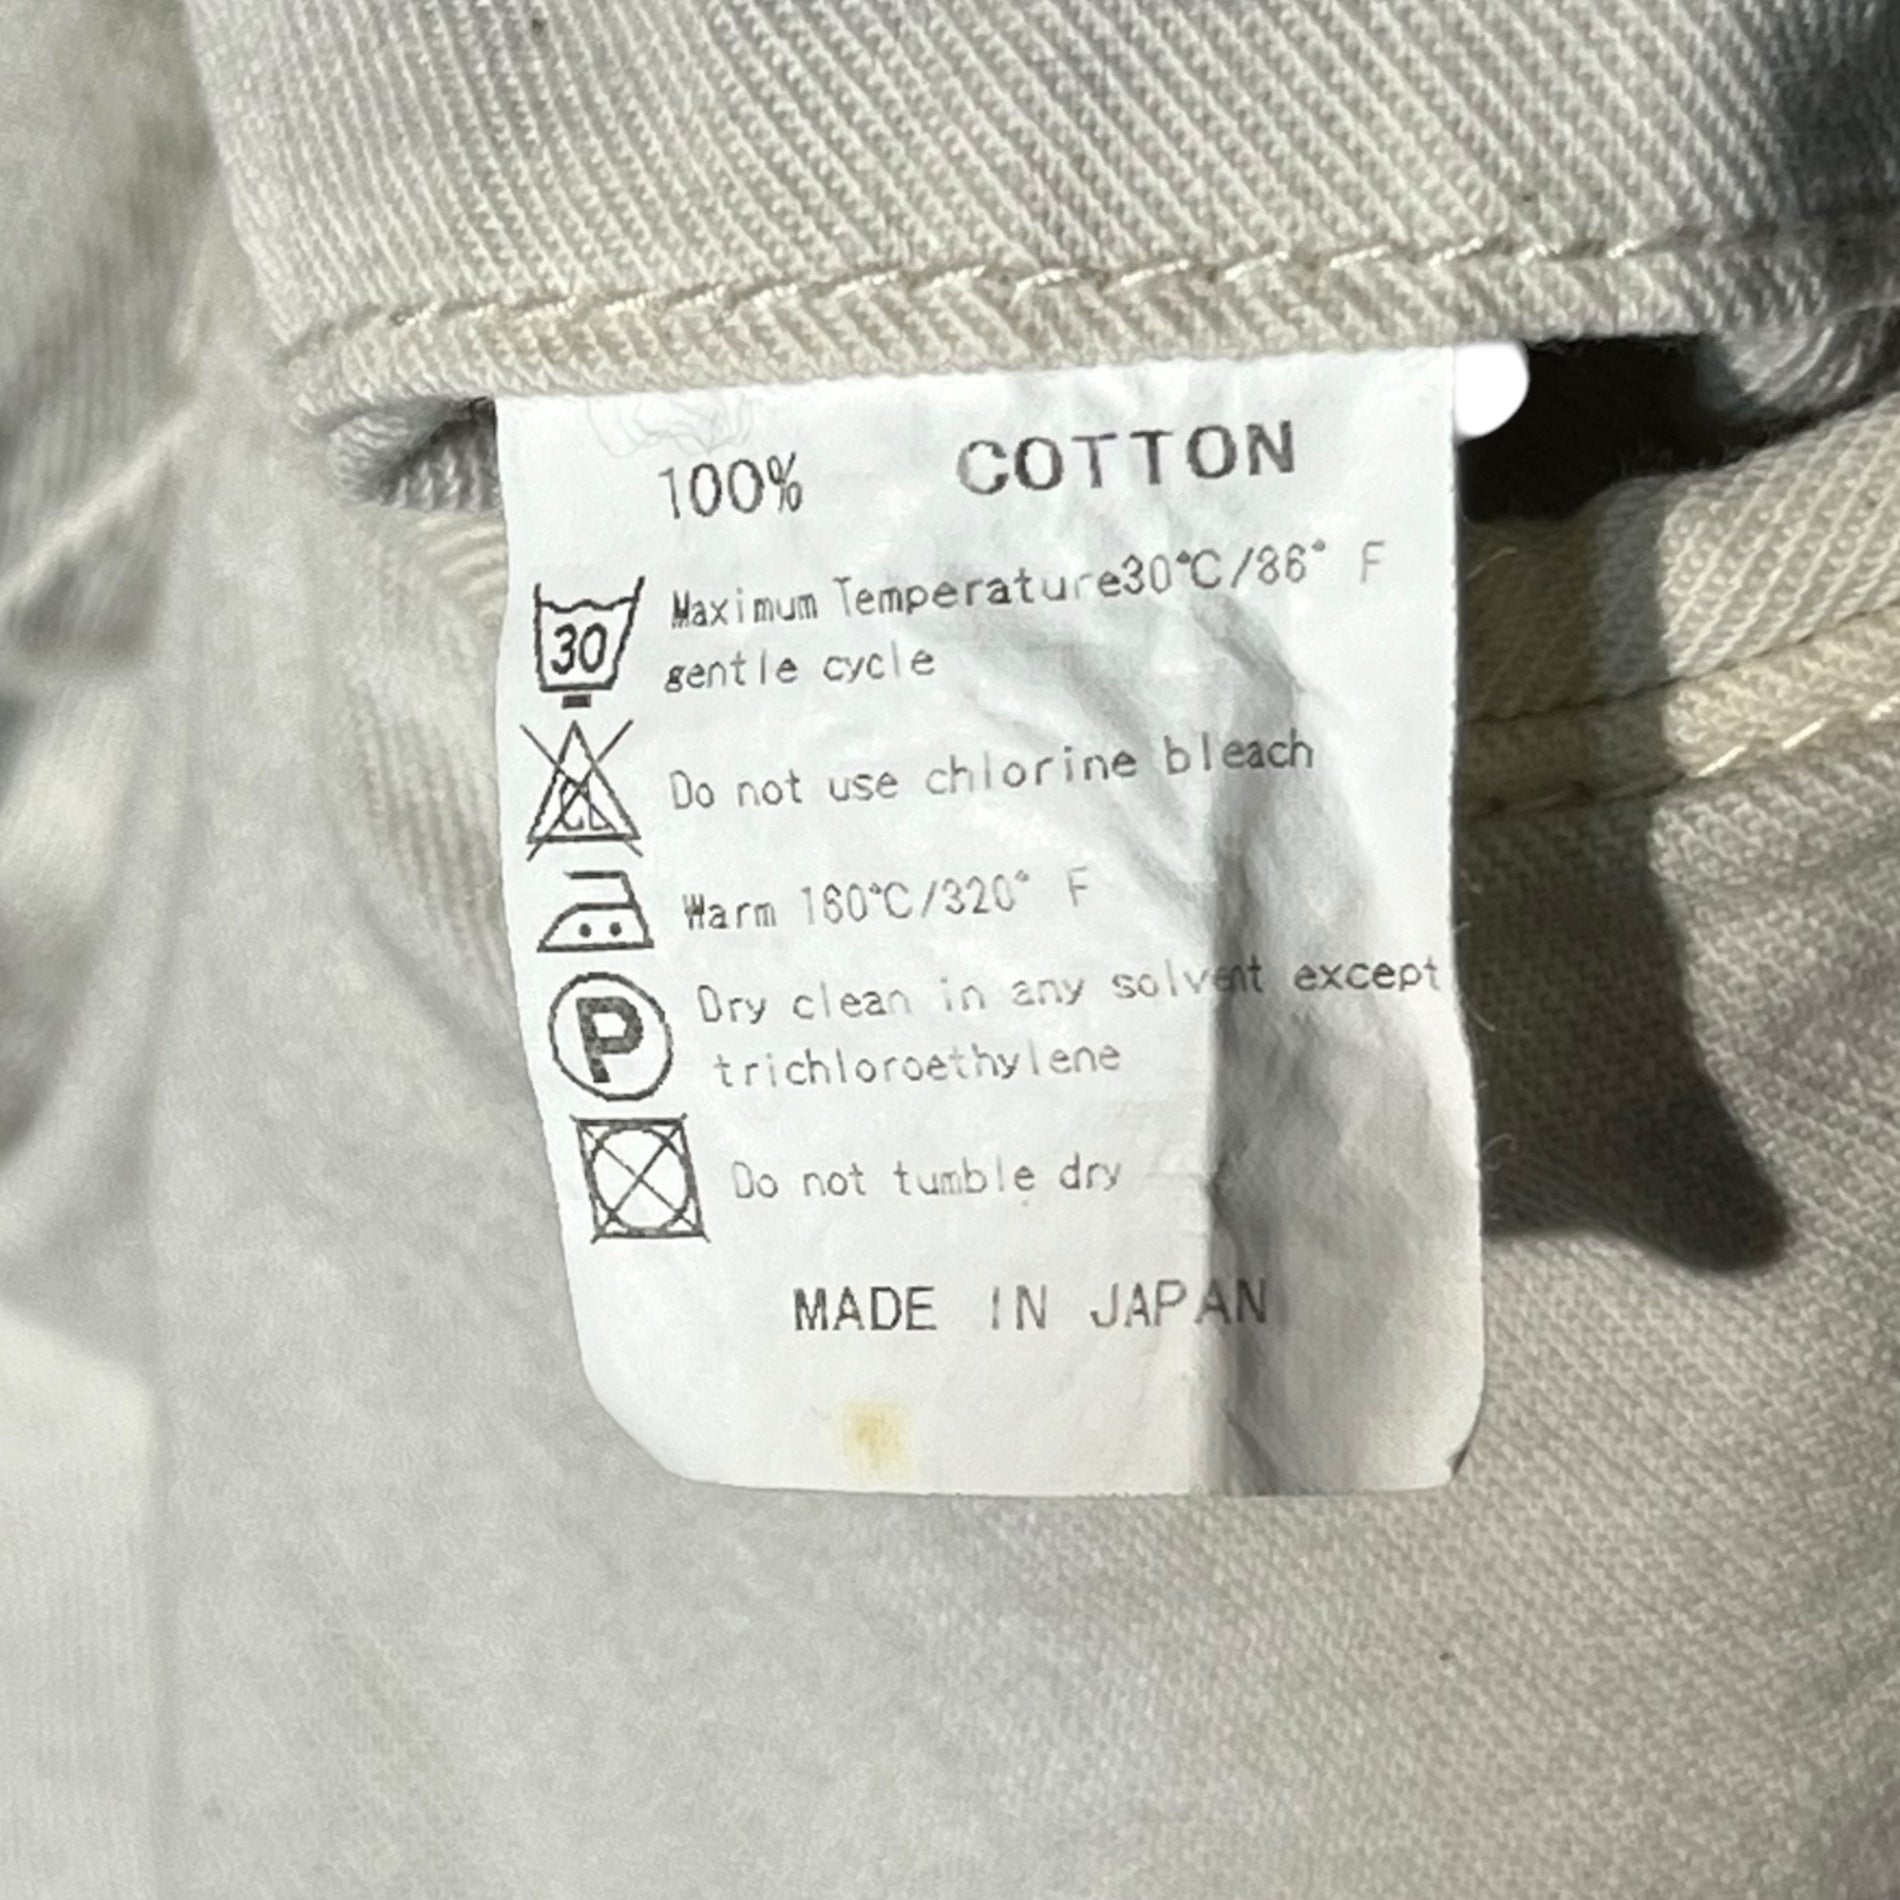 100% COTTON
30 Maximum Temperature30°C/86° F
gentle cycle
CL Do not use chlorine bleach
Warm 160°C/320° F
P Dry clean in any solvent except
trichloroethylene
Do not tumble dry
MADE IN JAPAN